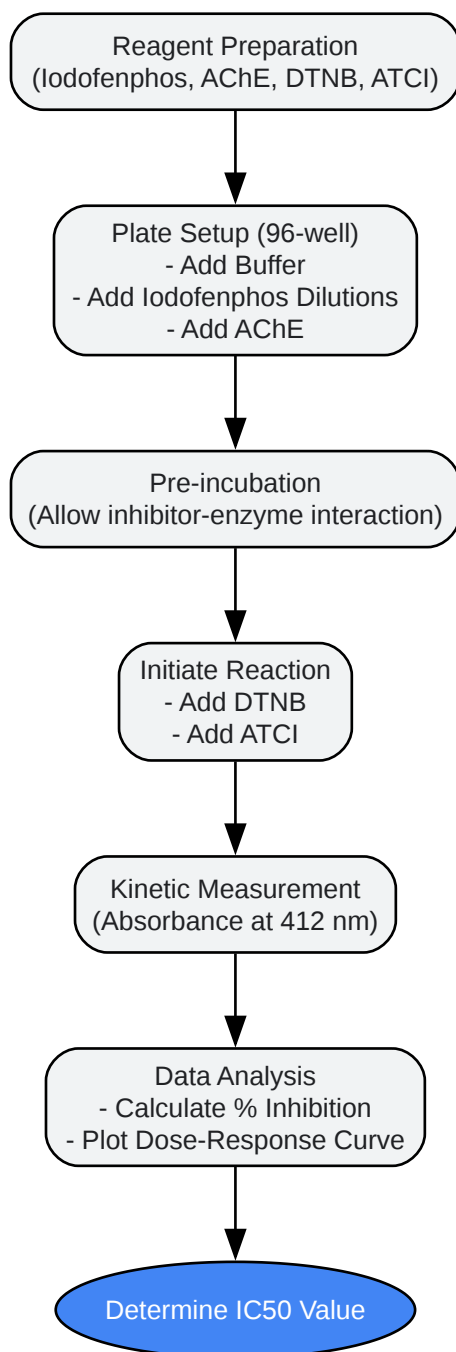 Reagent Preparation
(Iodofenphos, AChE, DTNB, ATCI)
Plate Setup (96-well)
- Add Buffer
- Add Iodofenphos Dilutions
- Add AChE
Pre-incubation
(Allow inhibitor-enzyme interaction)
Initiate Reaction
- Add DTNB
- Add ATCI
Kinetic Measurement
(Absorbance at 412 nm)
Data Analysis
- Calculate % Inhibition
- Plot Dose-Response Curve
Determine IC50 Value